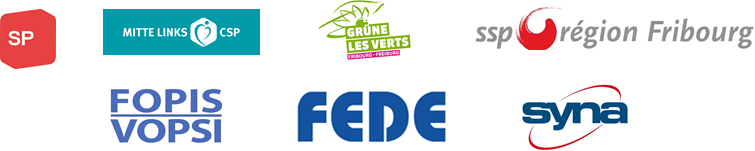 SP
MITTE LINKS CSP
GRÜNE
LES VERTS
FRIBOURG - FREIBURG
ssp région Fribourg
FOPIS
VOPSI
FEDE
syna